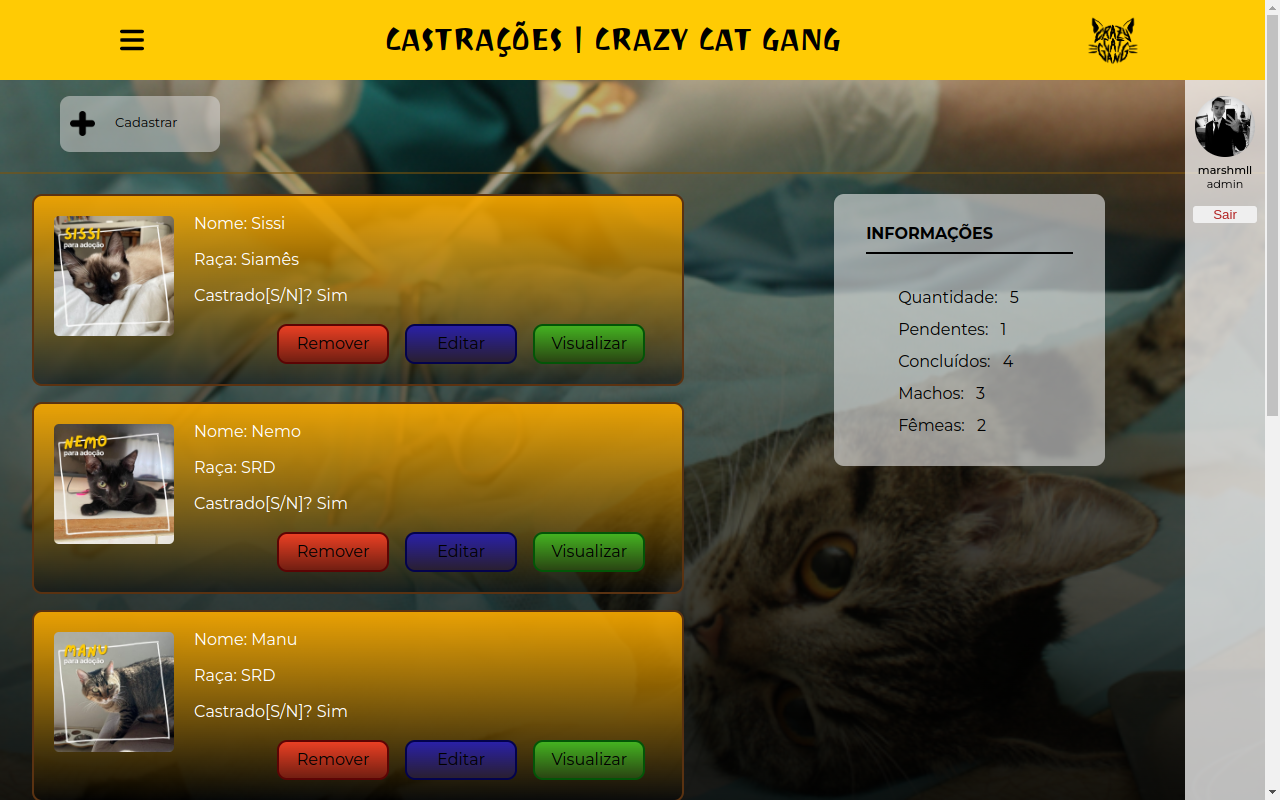 CASTRAÇÕES | CRAZY CAT GANG
CRAZY
CAT
GANG
Cadastrar
marshmll
admin
Sair
SISSI
para adoção
Nome: Sissi
Raça: Siamês
Castrado[S/N]? Sim
Remover
Editar
Visualizar
INFORMAÇÕES
Quantidade: 5
Pendentes: 1
Concluídos: 4
Machos: 3
Fêmeas: 2
NEMO
para adoção
Nome: Nemo
Raça: SRD
Castrado[S/N]? Sim
Remover
Editar
Visualizar
MANU
para adoção
Nome: Manu
Raça: SRD
Castrado[S/N]? Sim
Remover
Editar
Visualizar